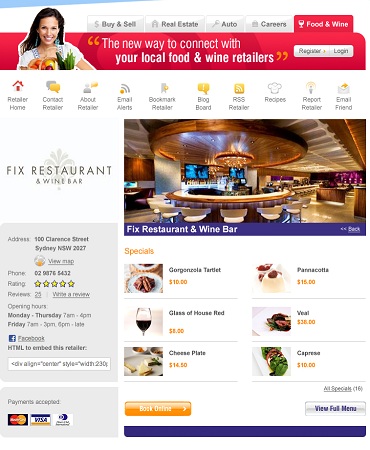 Buy & Sell
Real Estate
Auto
Careers
Food & Wine
“The new way to connect with
your local food & wine retailers”
Register
Login
Retailer
Home
Contact
Retailer
About
Retailer
Email
Alerts
Bookmark
Retailer
Blog
Board
RSS
Retailer
Recipes
Report
Retailer
Email
Friend
FIX RESTAURANT
& WINE BAR
Fix Restaurant & Wine Bar
<< Back
Address: 100 Clarence Street
Sydney NSW 2027
View map
Phone: 02 9876 5432
Rating:
Reviews: 25 | Write a review
Opening hours:
Monday - Thursday 7am - 4pm
Friday 7am - 3pm, 6pm - late
Facebook
HTML to embed this retailer:
<div align="center" style="width:230p
Payments accepted:
MasterCard
VISA
Specials
Gorgonzola Tartlet
$10.00
Pannacotta
$16.00
Glass of House Red
$8.00
Veal
$38.00
Cheese Plate
$14.50
Caprese
$10.00
All Specials (16)
Book Online
View Full Menu